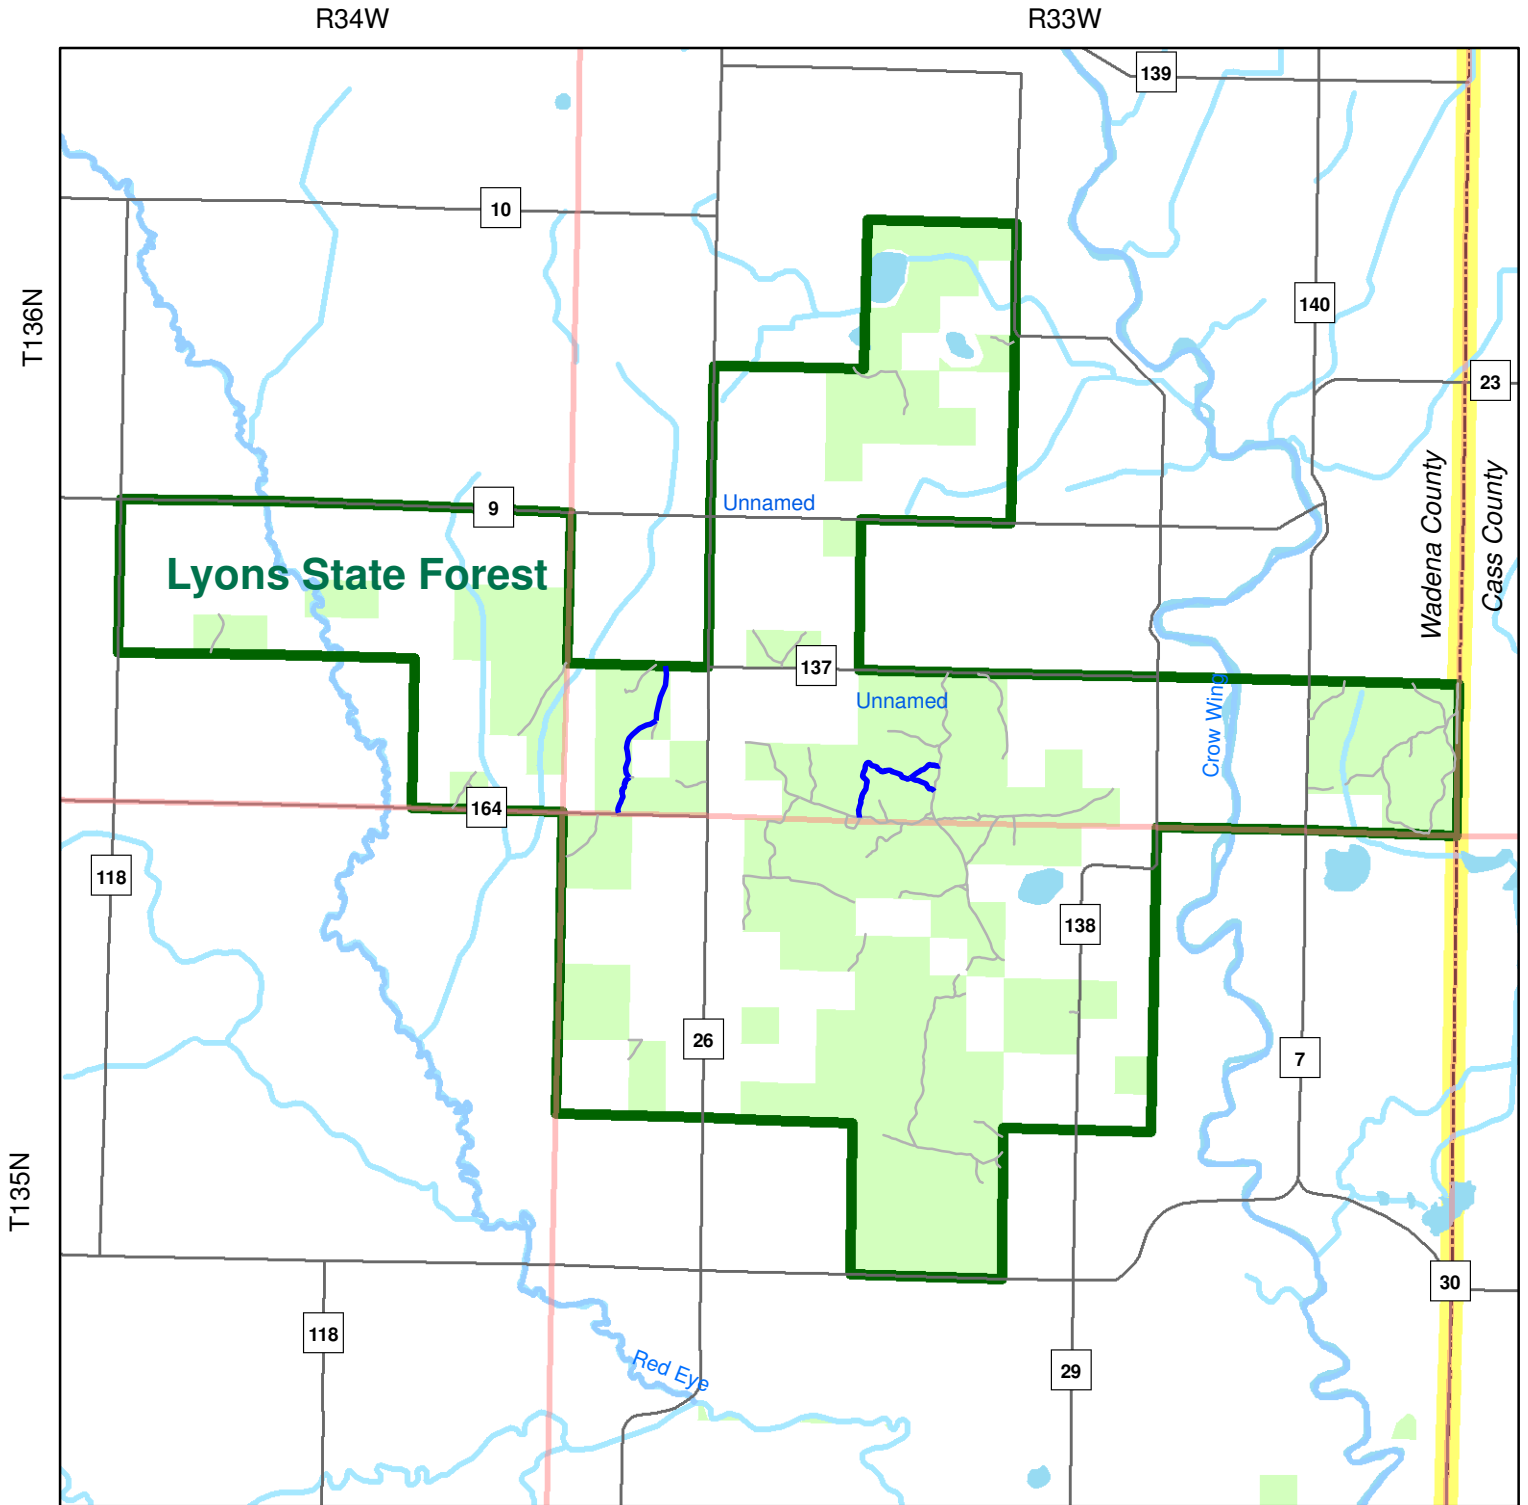 R34W
R33W
139
10
T136N
140
23
Wadena County
Cass County
Unnamed
9
Lyons State Forest
137
Unnamed
Crow Wing
164
118
138
26
7
T135N
30
118
Red Eye
29